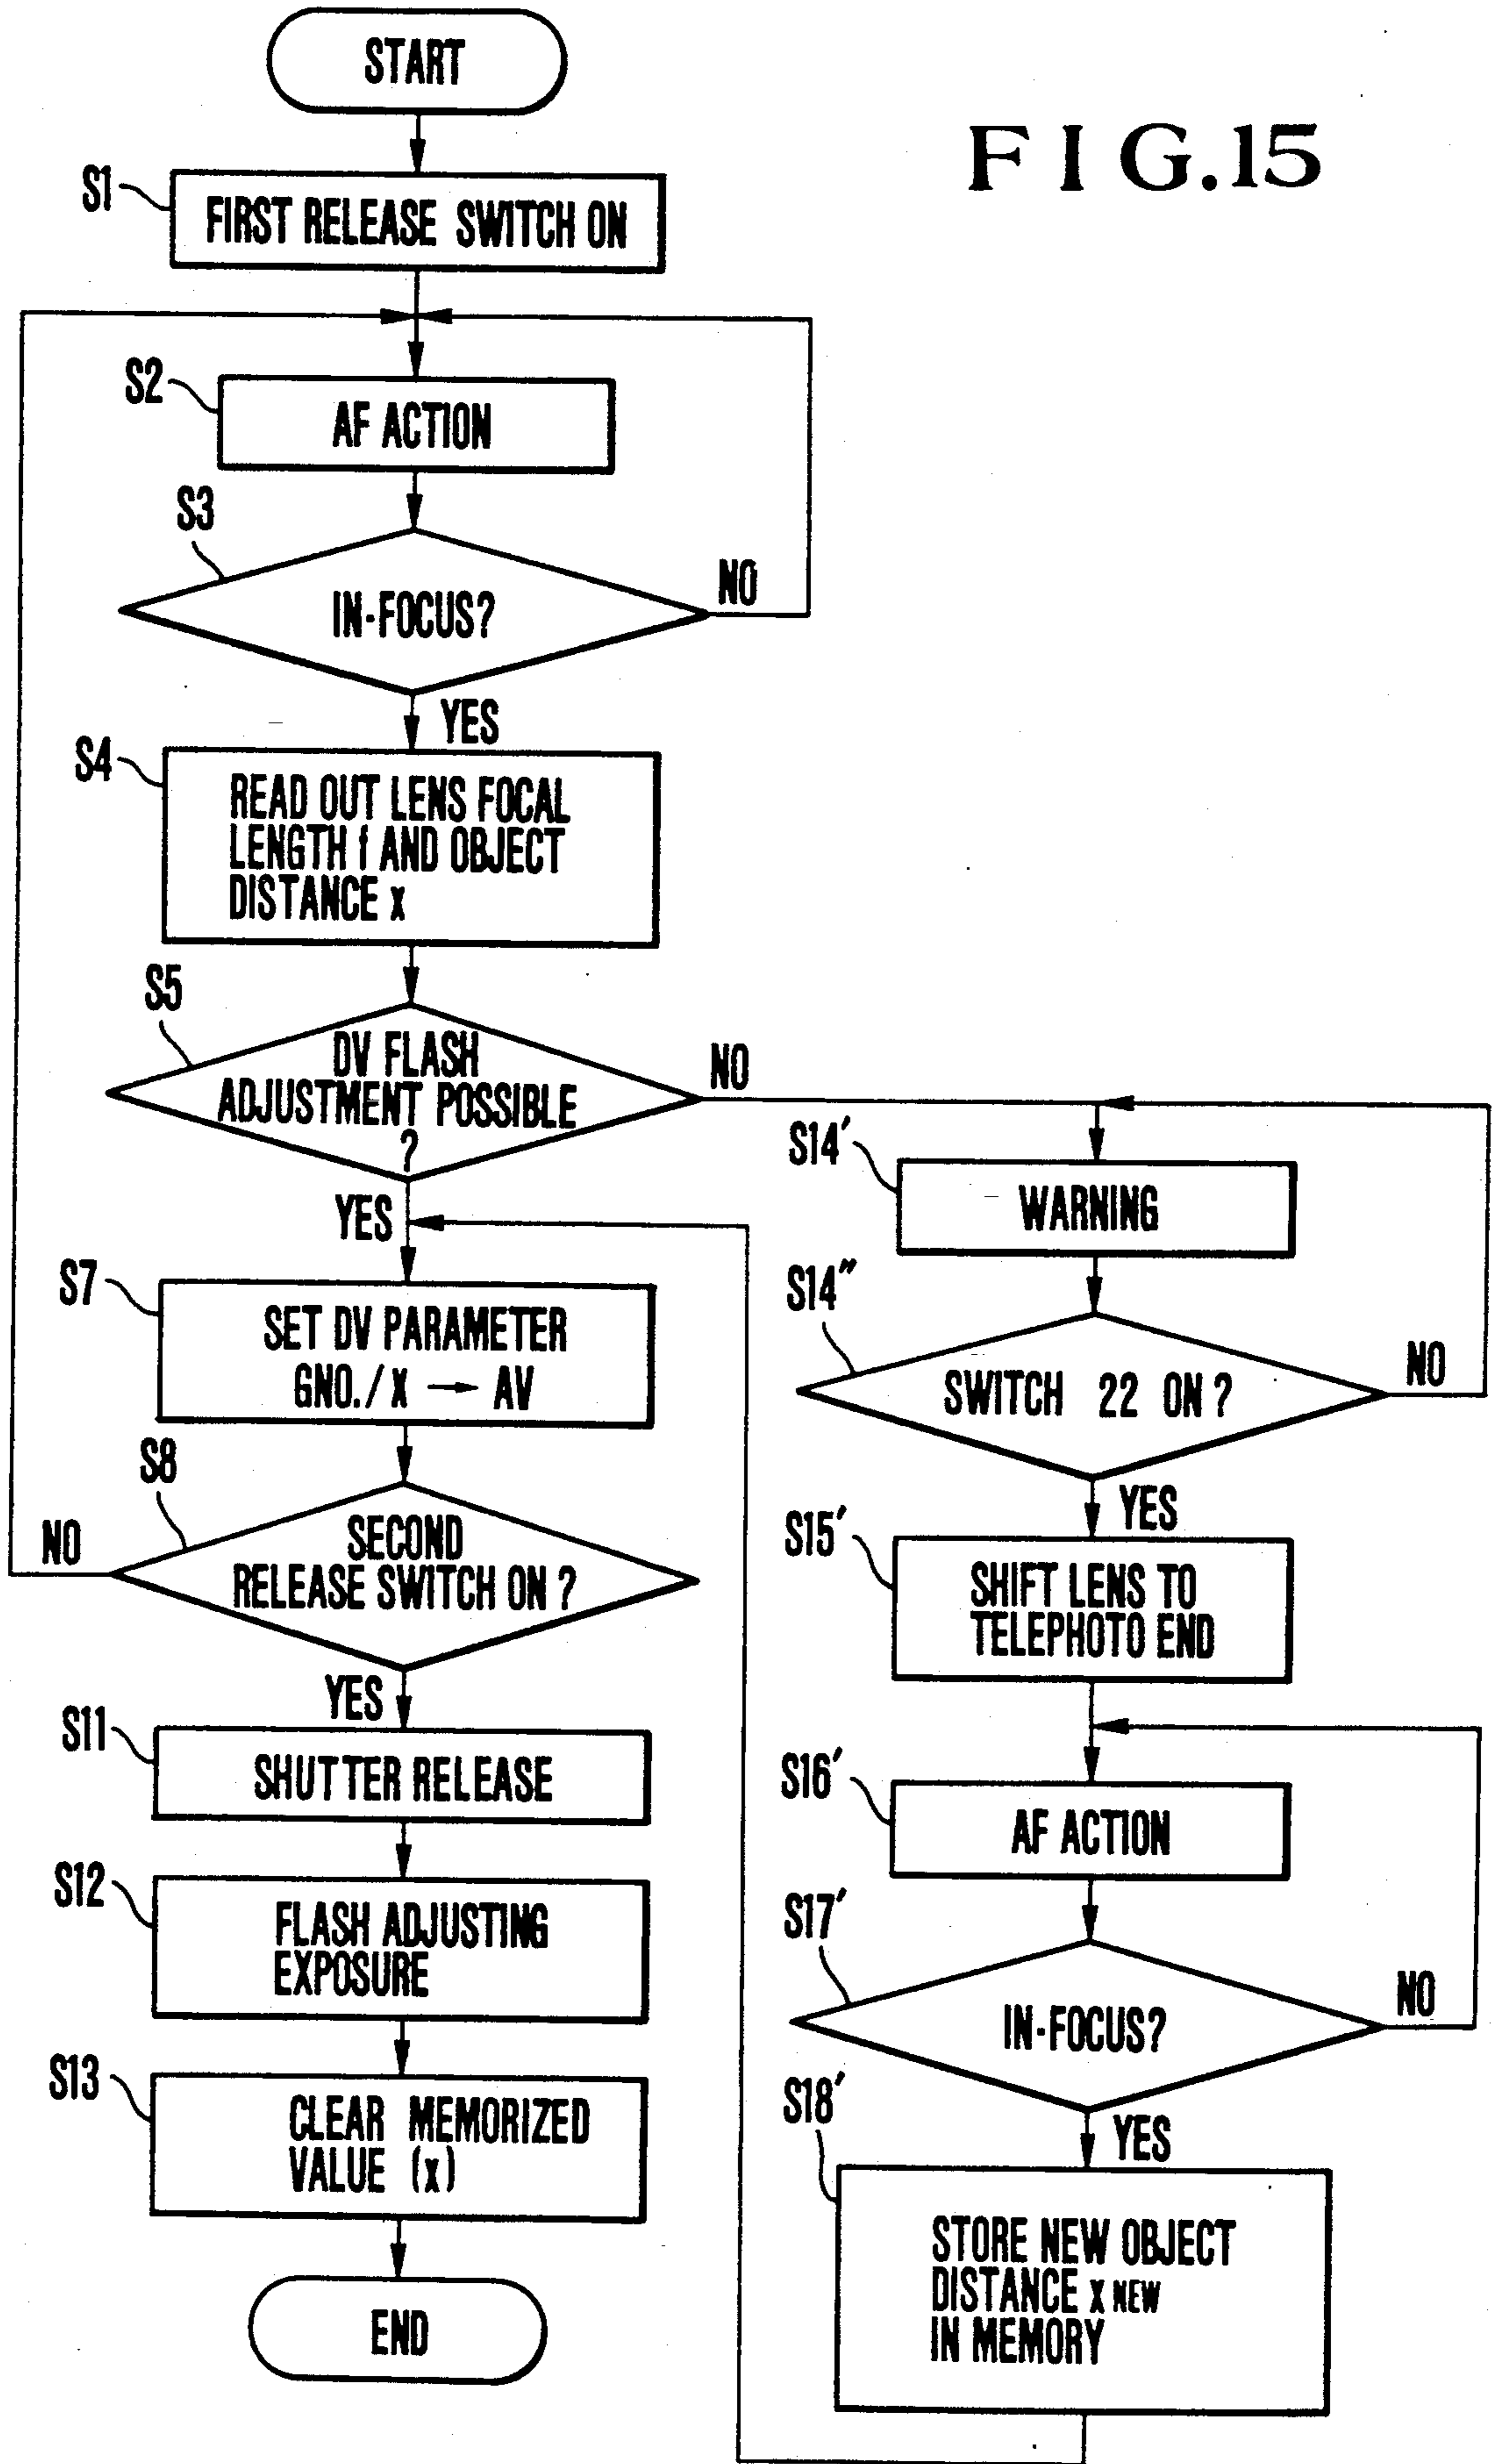 START
FIG.15
S1
FIRST RELEASE SWITCH ON
S2
AF ACTION
S3
IN-FOCUS?
NO
YES
S4
READ OUT LENS FOCAL
LENGTH f AND OBJECT
DISTANCE x
S5
DV FLASH
ADJUSTMENT POSSIBLE
?
NO
YES
S7
SET DV PARAMETER
GNO./X → AV
S8
SECOND
RELEASE SWITCH ON ?
NO
YES
S11
SHUTTER RELEASE
S12
FLASH ADJUSTING
EXPOSURE
S13
CLEAR MEMORIZED
VALUE (x)
END
S14′
WARNING
S14″
SWITCH 22 ON ?
NO
YES
S15′
SHIFT LENS TO
TELEPHOTO END
S16′
AF ACTION
S17′
IN-FOCUS?
NO
YES
S18′
STORE NEW OBJECT
DISTANCE x NEW
IN MEMORY